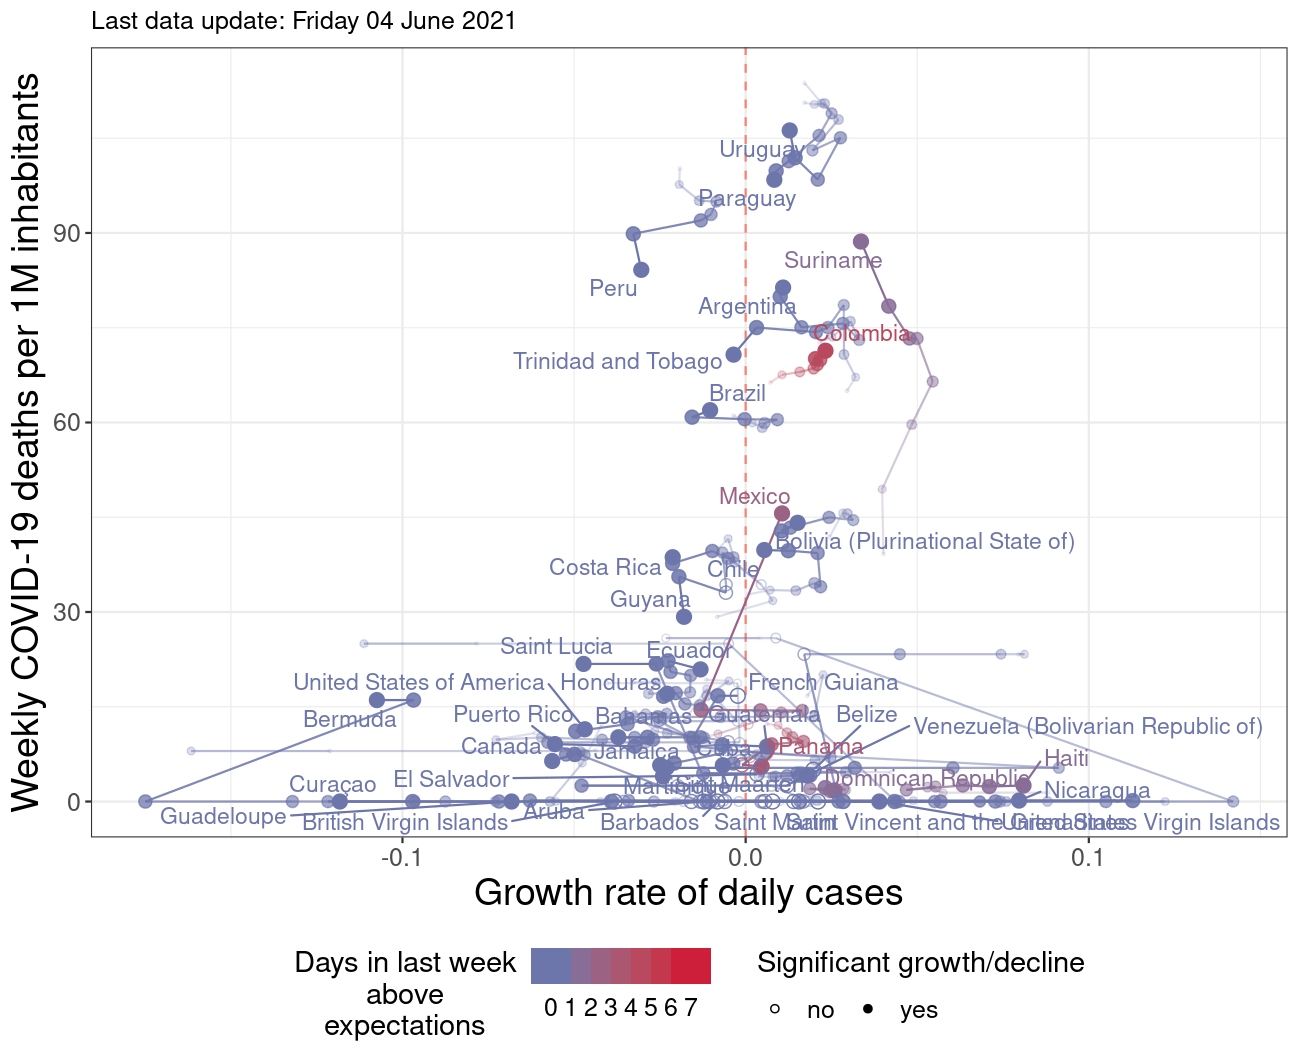 Last data update: Friday 04 June 2021
Weekly COVID-19 deaths per 1M inhabitants
90
60
30
0
Uruguay
Paraguay
Suriname
Peru
Argentina
Colombia
Trinidad and Tobago
Brazil
Mexico
Bolivia (Plurinational State of)
Costa Rica
Chile
Guyana
Saint Lucia
Ecuador
United States of America
Honduras
French Guiana
Bermuda
Puerto Rico
Bahamas
Guatemala
Belize
Venezuela (Bolivarian Republic of)
Canada
Jamaica
Cuba
Panama
Haiti
Curaçao
El Salvador
Martinique
Sint Maarten
Dominican Republic
Nicaragua
Guadeloupe
British Virgin Islands
Aruba
Barbados
Saint Martin
Saint Vincent and the Grenadines
United States Virgin Islands
-0.1
0.0
0.1
Growth rate of daily cases
Days in last week
above
expectations
0 1 2 3 4 5 6 7
Significant growth/decline
no
yes